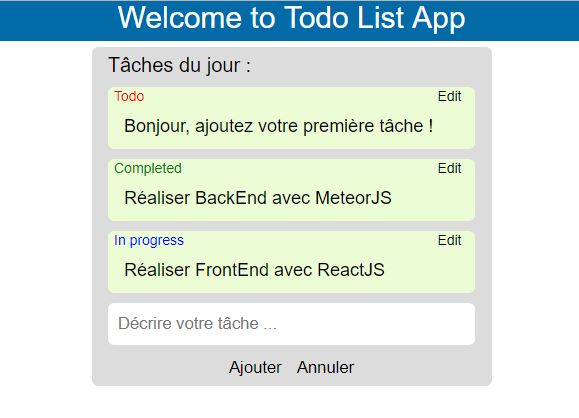 Welcome to Todo List App
Tâches du jour :
Todo Edit
Bonjour, ajoutez votre première tâche !
Completed Edit
Réaliser BackEnd avec MeteorJS
In progress Edit
Réaliser FrontEnd avec ReactJS
Décrire votre tâche ...
Ajouter Annuler